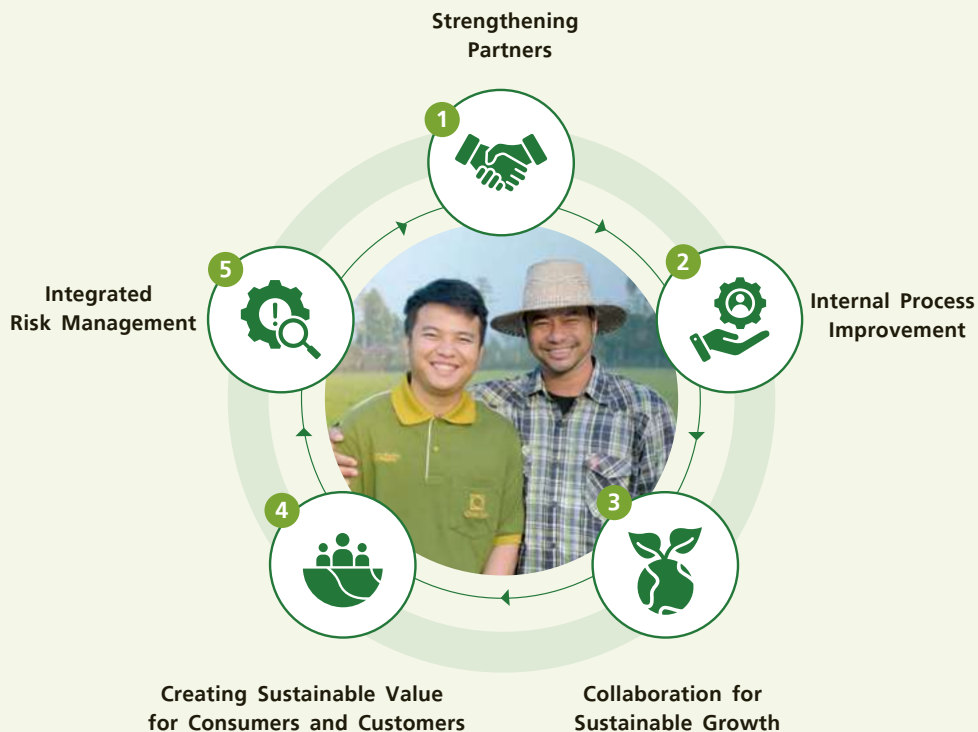 Strengthening
Partners
1
2
Internal Process
Improvement
3
Collaboration for
Sustainable Growth
4
Creating Sustainable Value
for Consumers and Customers
5
Integrated
Risk Management